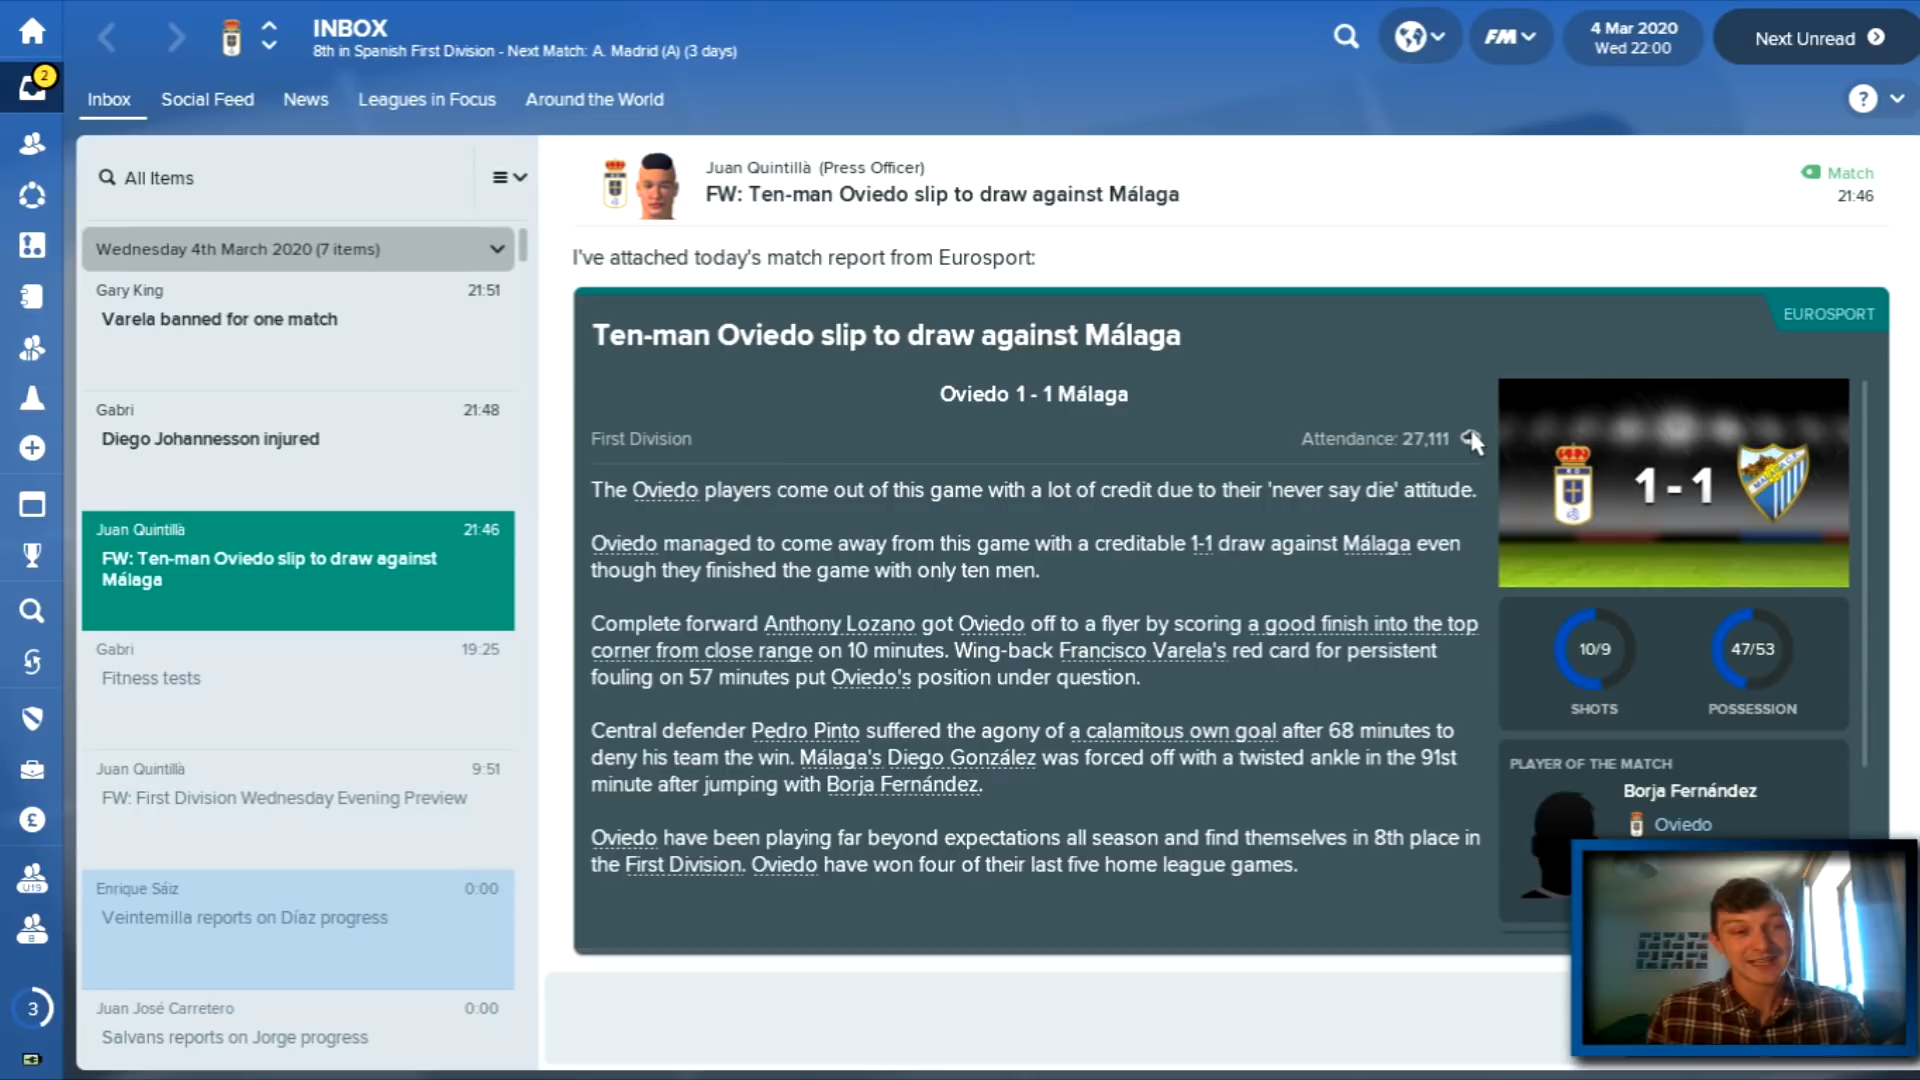 INBOX
8th in Spanish First Division - Next Match: A. Madrid (A) (3 days)
FM
4 Mar 2020
Wed 22:00
Next Unread
2
Inbox
Social Feed
News
Leagues in Focus
Around the World
?
All Items
Wednesday 4th March 2020 (7 items)
Gary King 21:51
Varela banned for one match
Gabri 21:48
Diego Johannesson injured
Juan Quintillà 21:46
FW: Ten-man Oviedo slip to draw against
Málaga
Gabri 19:25
Fitness tests
Juan Quintillà 9:51
FW: First Division Wednesday Evening Preview
Enrique Sáiz 0:00
Veintemilla reports on Díaz progress
Juan José Carretero 0:00
Salvans reports on Jorge progress
£
U19
B
3
Juan Quintillà (Press Officer)
FW: Ten-man Oviedo slip to draw against Málaga
Match
21:46
I've attached today's match report from Eurosport:
EUROSPORT
Ten-man Oviedo slip to draw against Málaga
Oviedo 1 - 1 Málaga
First Division
Attendance: 27,111
The Oviedo players come out of this game with a lot of credit due to their 'never say die' attitude.
Oviedo managed to come away from this game with a creditable 1-1 draw against Málaga even
though they finished the game with only ten men.
Complete forward Anthony Lozano got Oviedo off to a flyer by scoring a good finish into the top
corner from close range on 10 minutes. Wing-back Francisco Varela's red card for persistent
fouling on 57 minutes put Oviedo's position under question.
Central defender Pedro Pinto suffered the agony of a calamitous own goal after 68 minutes to
deny his team the win. Málaga's Diego González was forced off with a twisted ankle in the 91st
minute after jumping with Borja Fernández.
Oviedo have been playing far beyond expectations all season and find themselves in 8th place in
the First Division. Oviedo have won four of their last five home league games.
1 - 1
10/9
SHOTS
47/53
POSSESSION
PLAYER OF THE MATCH
Borja Fernández
Oviedo